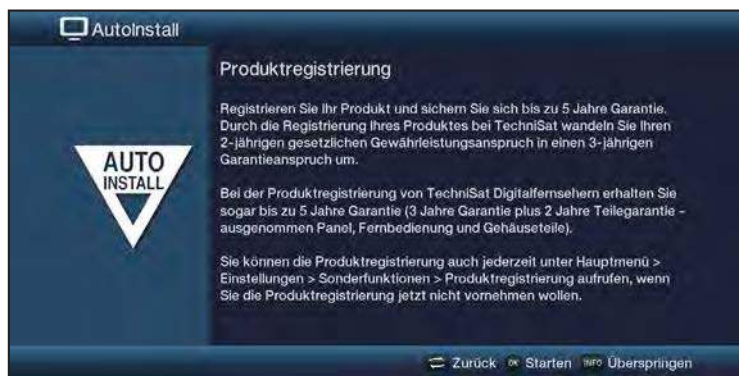 AutoInstall
Produktregistrierung
Registrieren Sie Ihr Produkt und sichern Sie sich bis zu 5 Jahre Garantie.
Durch die Registrierung Ihres Produktes bei TechniSat wandeln Sie Ihren
2-jährigen gesetzlichen Gewährleistungsanspruch in einen 3-jährigen
Garantieanspruch um.
AUTO
INSTALL
Bei der Produktregistrierung von TechniSat Digitalfernsehern erhalten Sie
sogar bis zu 5 Jahre Garantie (3 Jahre Garantie plus 2 Jahre Teilegarantie –
ausgenommen Panel, Fernbedienung und Gehäuseteile).
Sie können die Produktregistrierung auch jederzeit unter Hauptmenü >
Einstellungen > Sonderfunktionen > Produktregistrierung aufrufen, wenn
Sie die Produktregistrierung jetzt nicht vornehmen wollen.
Zurück OK Starten INFO Überspringen